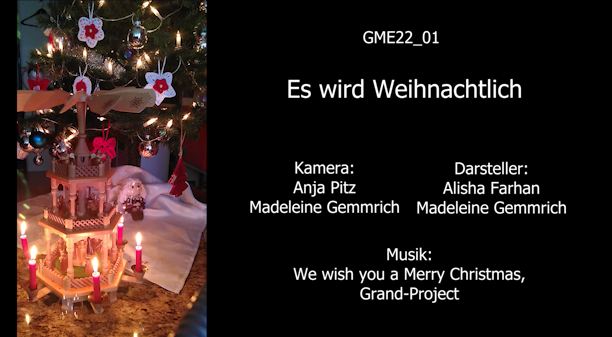 GME22_01
Es wird Weihnachtlich
Kamera:
Anja Pitz
Madeleine Gemmrich
Darsteller:
Alisha Farhan
Madeleine Gemmrich
Musik:
We wish you a Merry Christmas,
Grand-Project